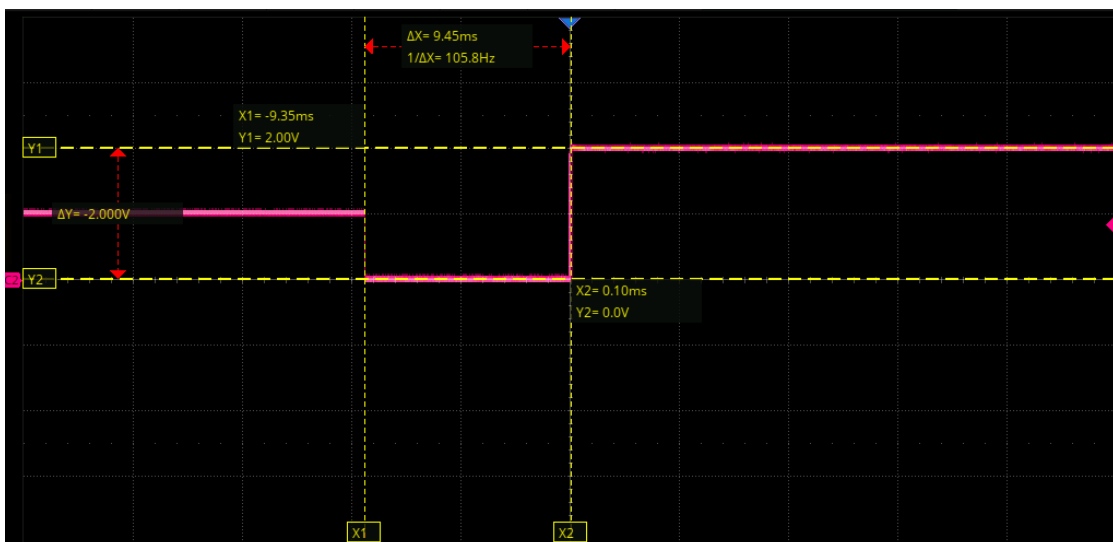 ΔX= 9.45ms
1/ΔX= 105.8Hz
X1= -9.35ms
Y1= 2.00V
Y1
ΔY= -2.000V
Y2
X2= 0.10ms
Y2= 0.0V
X1
X2